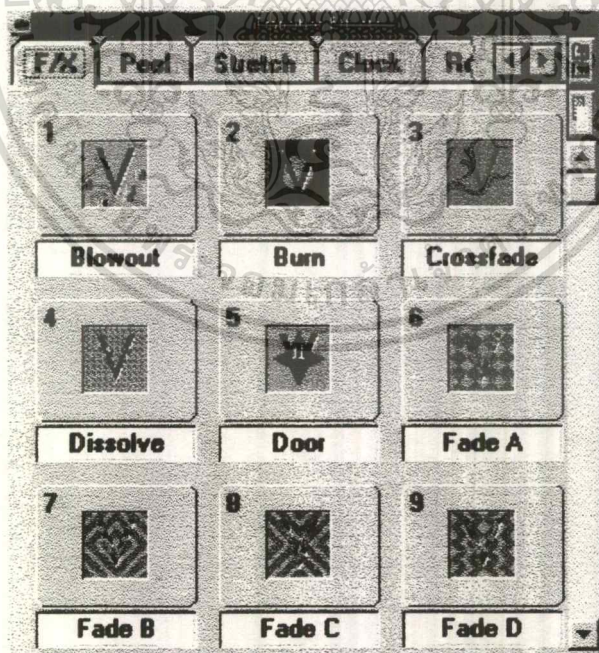 F/X Peel Stretch Clock
1 2 3
Blowout Burn Crossfade
4 5 6
Dissolve Door Fade A
7 8 9
Fade B Fade C Fade D